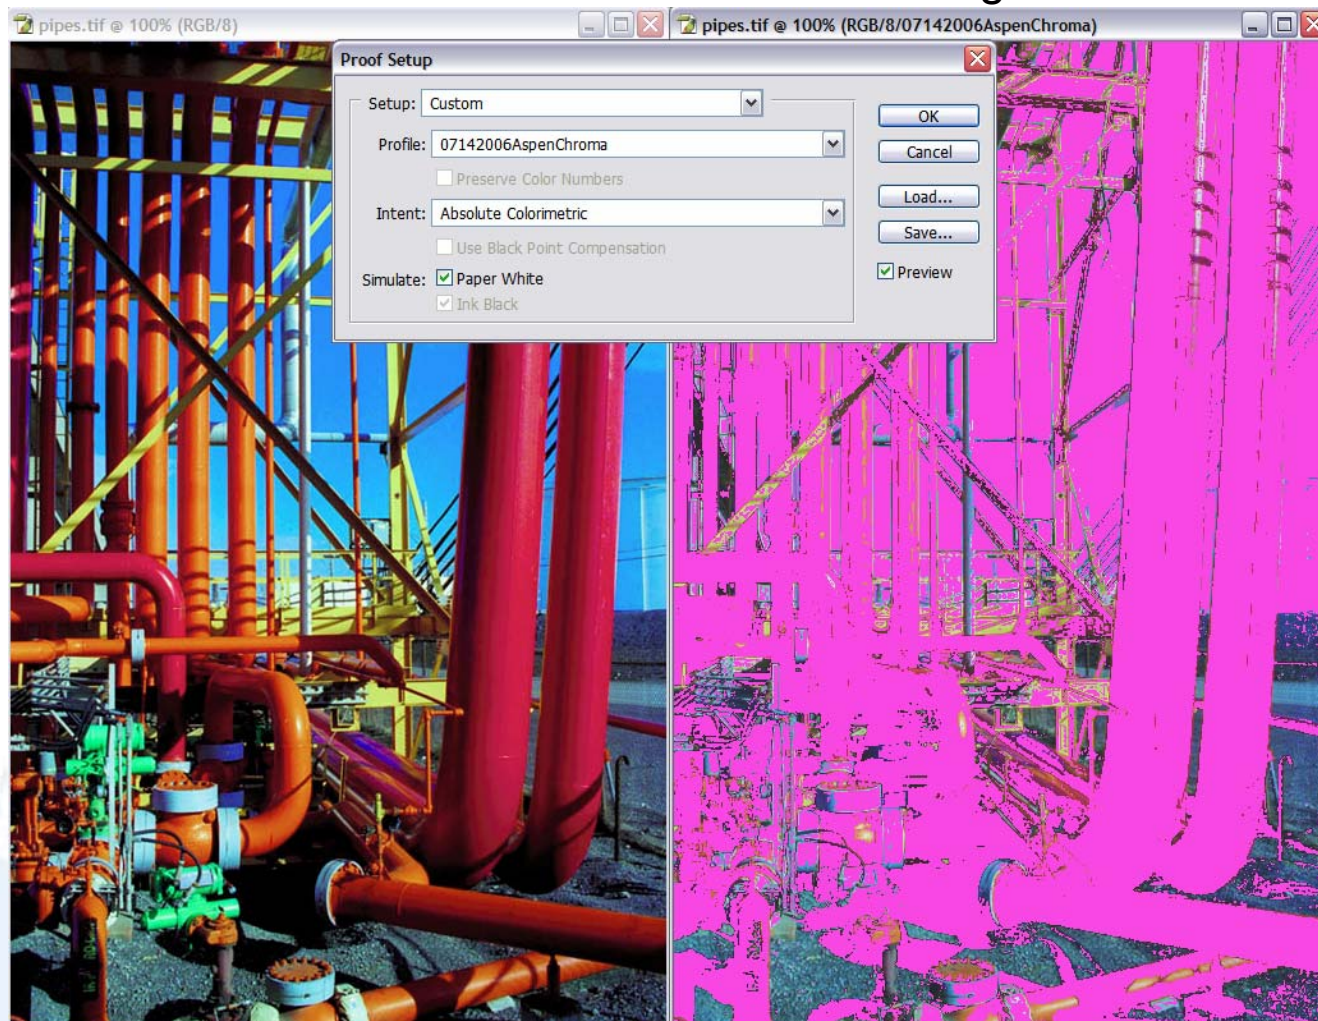 pipes.tif @ 100% (RGB/8)
pipes.tif @ 100% (RGB/8/07142006AspenChroma)
Proof Setup
Setup: Custom
OK
Profile: 07142006AspenChroma
Cancel
Preserve Color Numbers
Load...
Intent: Absolute Colorimetric
Save...
Use Black Point Compensation
Simulate: Paper White
Preview
Ink Black